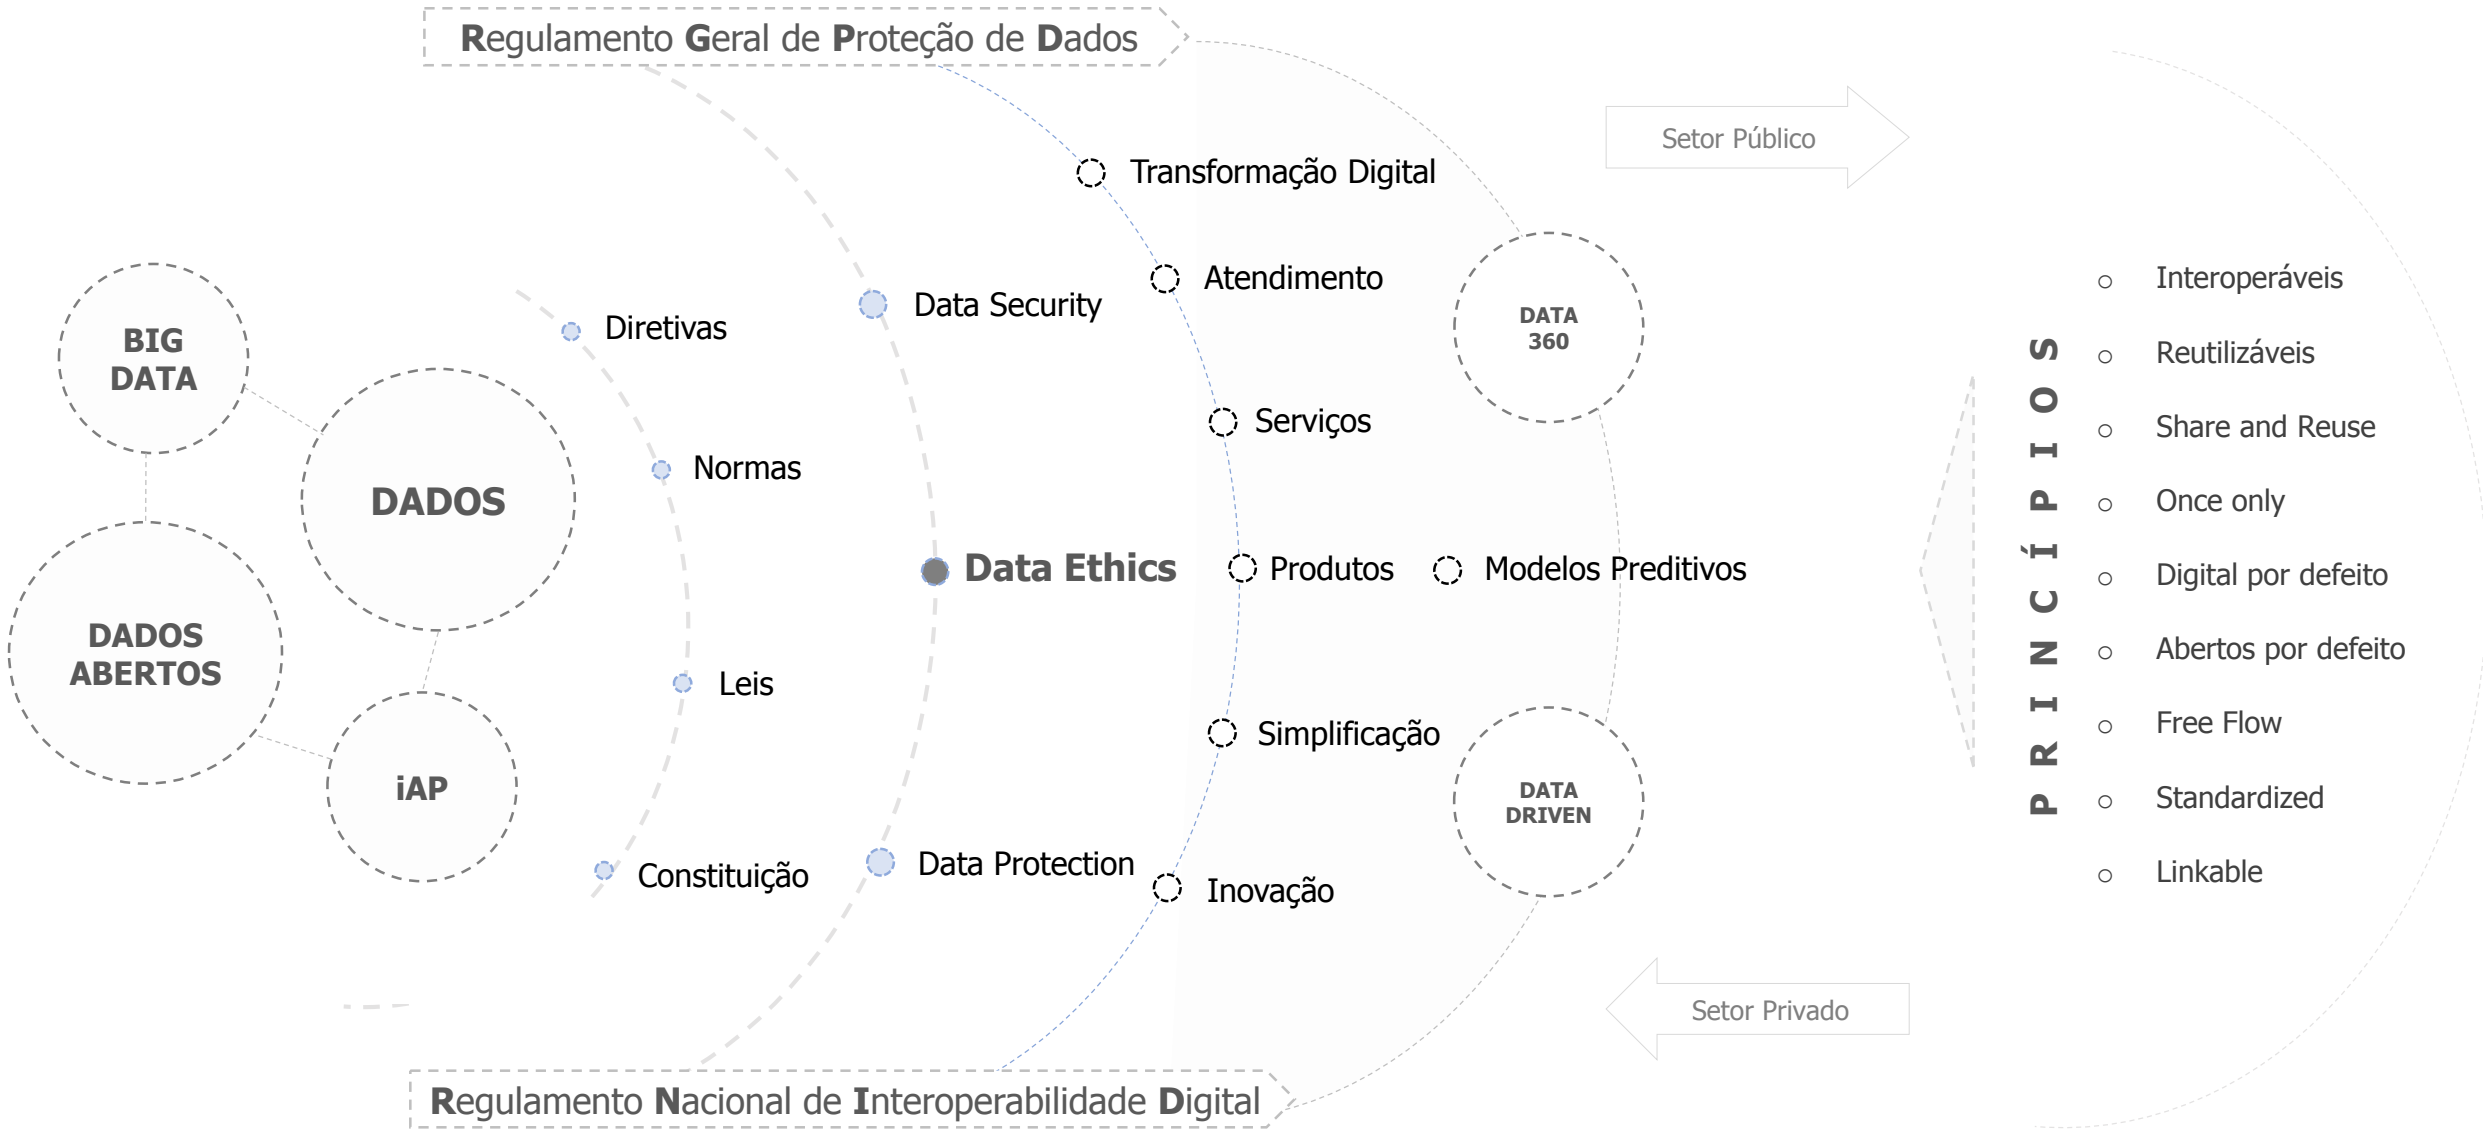 Regulamento Geral de Proteção de Dados
BIG
DATA
DADOS
DADOS
ABERTOS
iAP
Diretivas
Normas
Leis
Constituição
Data Security
Data Ethics
Data Protection
Transformação Digital
Atendimento
Serviços
Produtos
Simplificação
Inovação
Modelos Preditivos
DATA
360
DATA
DRIVEN
Setor Público
Setor Privado
PRINCÍPIOS
Interoperáveis
Reutilizáveis
Share and Reuse
Once only
Digital por defeito
Abertos por defeito
Free Flow
Standardized
Linkable
Regulamento Nacional de Interoperabilidade Digital